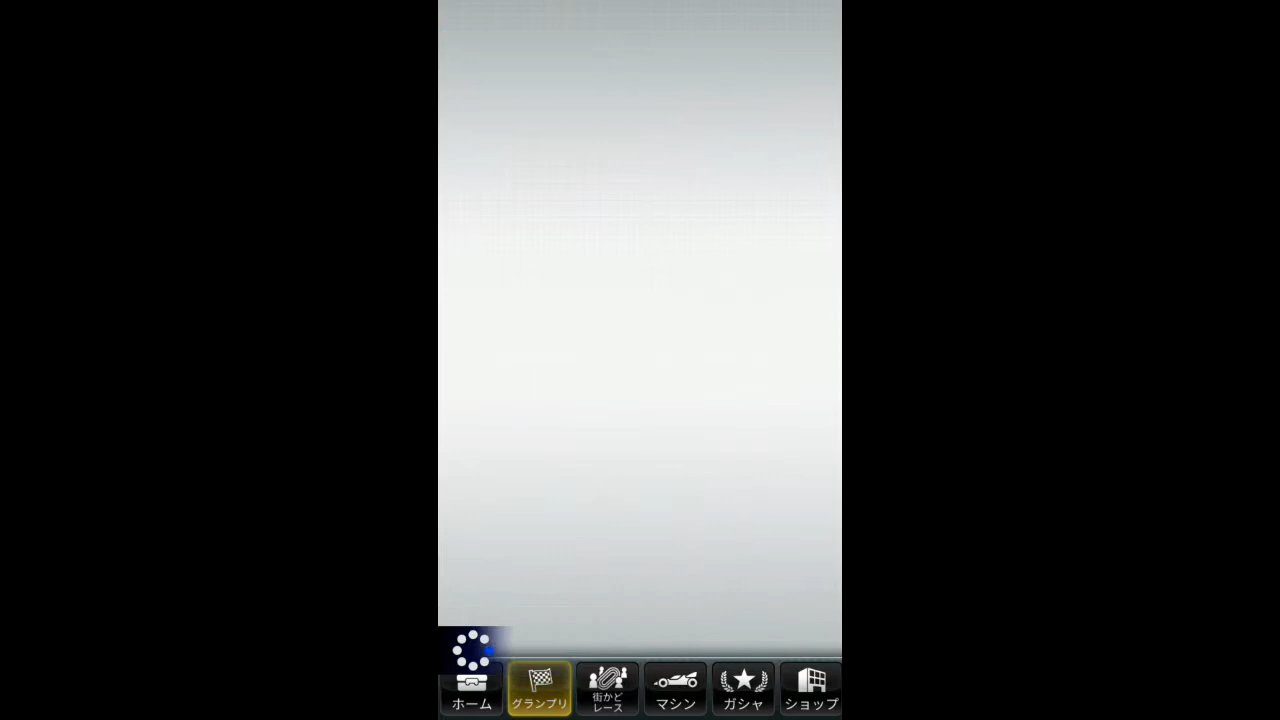 ホーム
グランプリ
街かど
レース
マシン
ガシャ
ショップ